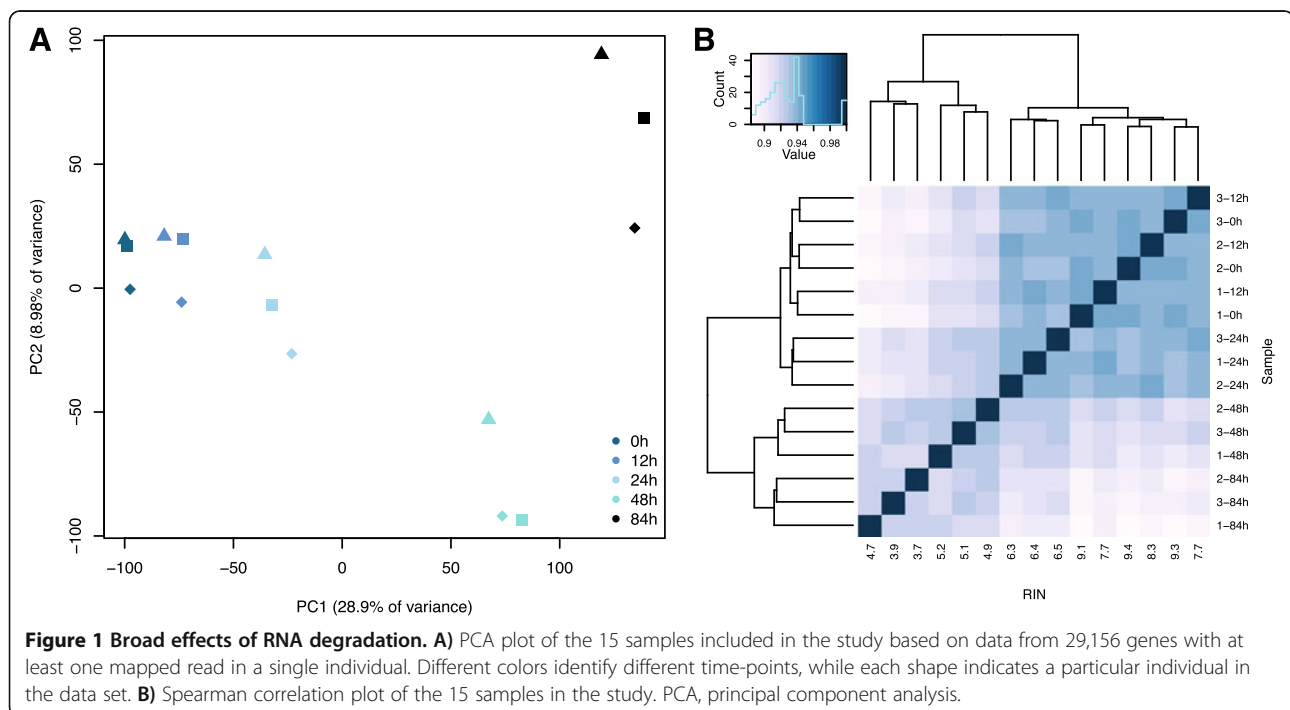 A
100
50
0
−50
−100
PC2 (8.98% of variance)
−100
−50
0
50
100
PC1 (28.9% of variance)
0h
12h
24h
48h
84h
B
Count
0
20
40
0.9
0.94
0.98
Value
3−12h
3−0h
2−12h
2−0h
1−12h
1−0h
3−24h
1−24h
2−24h
2−48h
3−48h
1−48h
2−84h
3−84h
1−84h
Sample
4.7
3.9
3.7
5.2
5.1
4.9
6.3
6.4
6.5
9.1
7.7
9.4
8.3
9.3
7.7
RIN
Figure 1 Broad effects of RNA degradation. A) PCA plot of the 15 samples included in the study based on data from 29,156 genes with at
least one mapped read in a single individual. Different colors identify different time-points, while each shape indicates a particular individual in
the data set. B) Spearman correlation plot of the 15 samples in the study. PCA, principal component analysis.